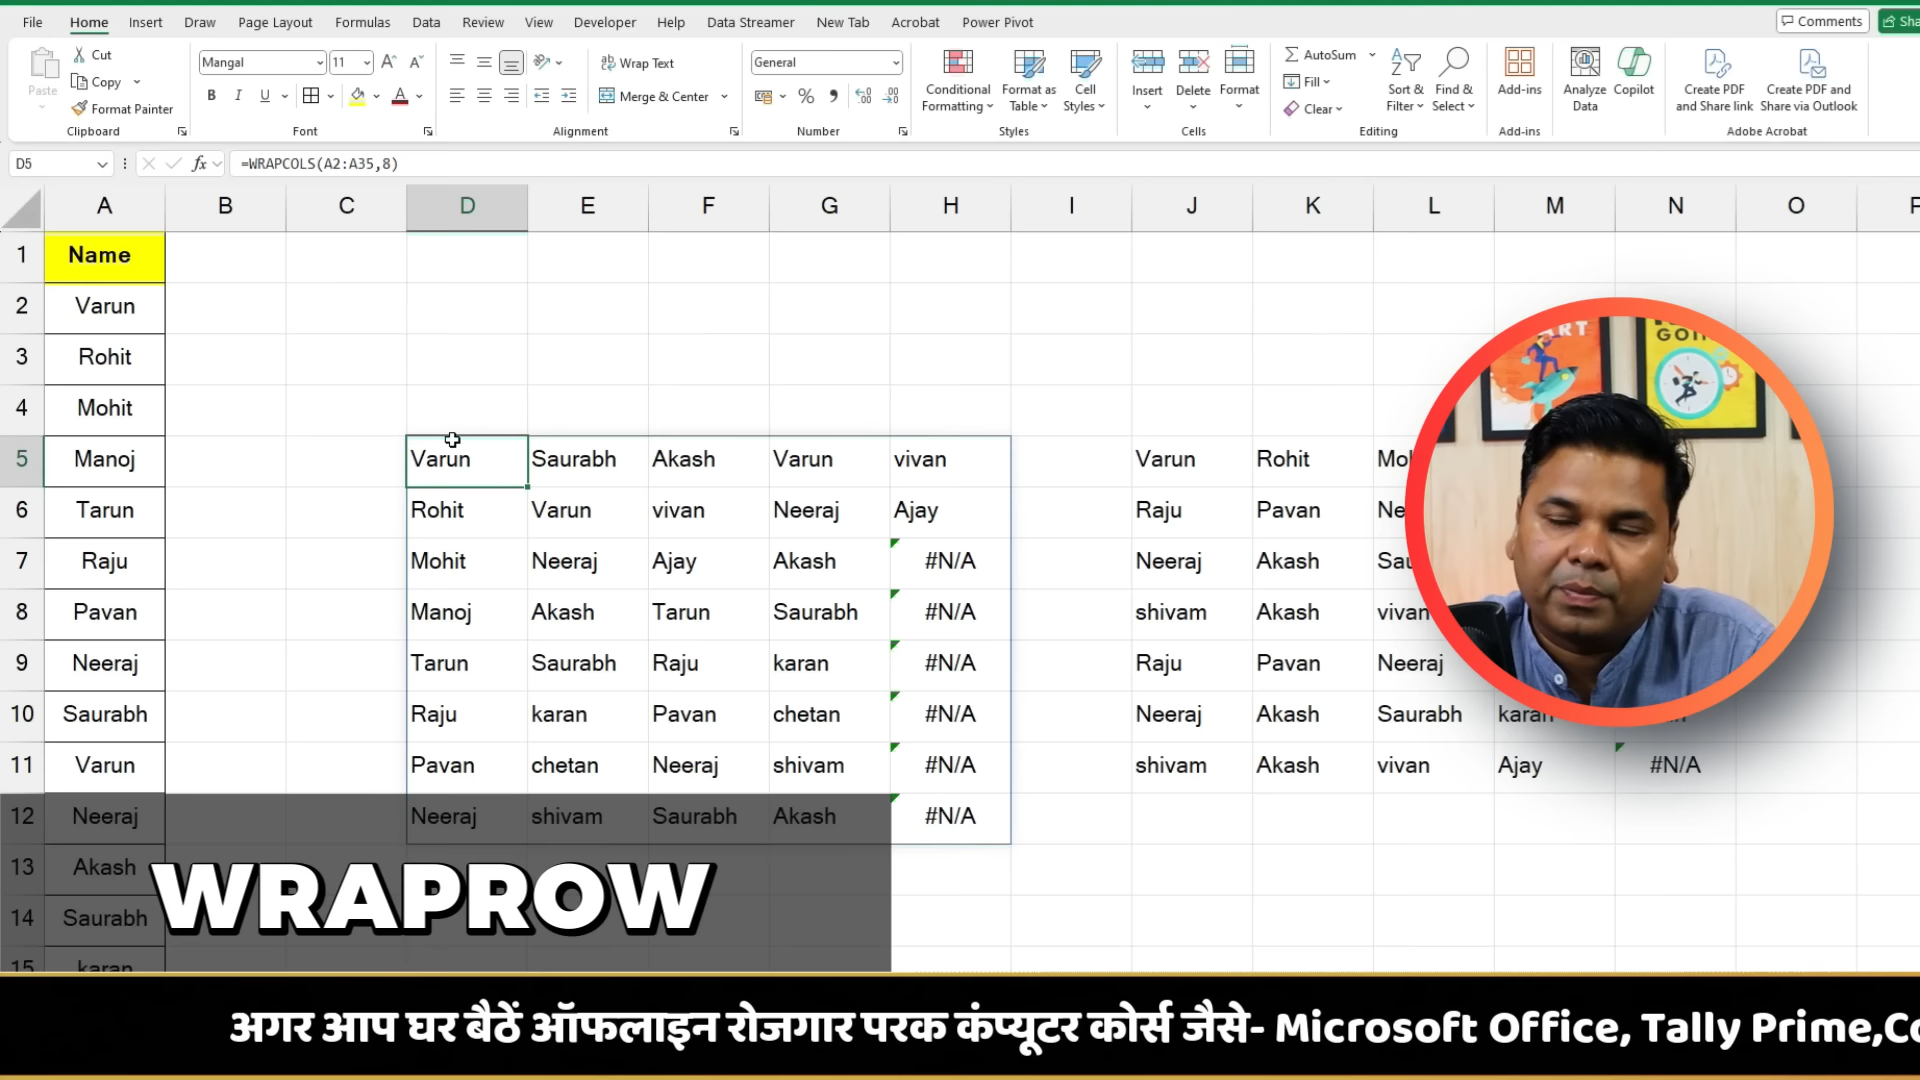 File Home Insert Draw Page Layout Formulas Data Review View Developer Help Data Streamer New Tab Acrobat Power Pivot Comments Sha
Paste Cut Copy Format Painter Clipboard
Mangal 11 Font
Wrap Text Merge & Center Alignment
General Number
Conditional Formatting Format as Table Cell Styles Styles
Insert Delete Format Cells
AutoSum Fill Clear Sort & Filter Find & Select Editing
Add-ins Add-ins
Analyze Data Copilot
Create PDF and Share link Create PDF and Share via Outlook Adobe Acrobat
D5 fx =WRAPCOLS(A2:A35,8)
A B C D E F G H I J K L M N O
1 Name
2 Varun
3 Rohit
4 Mohit
5 Manoj Varun Saurabh Akash Varun vivan Varun Rohit
6 Tarun Rohit Varun vivan Neeraj Ajay Raju Pavan
7 Raju Mohit Neeraj Ajay Akash #N/A Neeraj Akash
8 Pavan Manoj Akash Tarun Saurabh #N/A shivam Akash vivan
9 Neeraj Tarun Saurabh Raju karan #N/A Raju Pavan Neeraj
10 Saurabh Raju karan Pavan chetan #N/A Neeraj Akash Saurabh karan
11 Varun Pavan chetan Neeraj shivam #N/A shivam Akash vivan Ajay #N/A
12 Neeraj Neeraj shivam Saurabh Akash #N/A
13 Akash
14 Saurabh
15 karan
WRAPROW
अगर आप घर बैठें ऑफलाइन रोजगार परक कंप्यूटर कोर्स जैसे- Microsoft Office, Tally Prime,Co